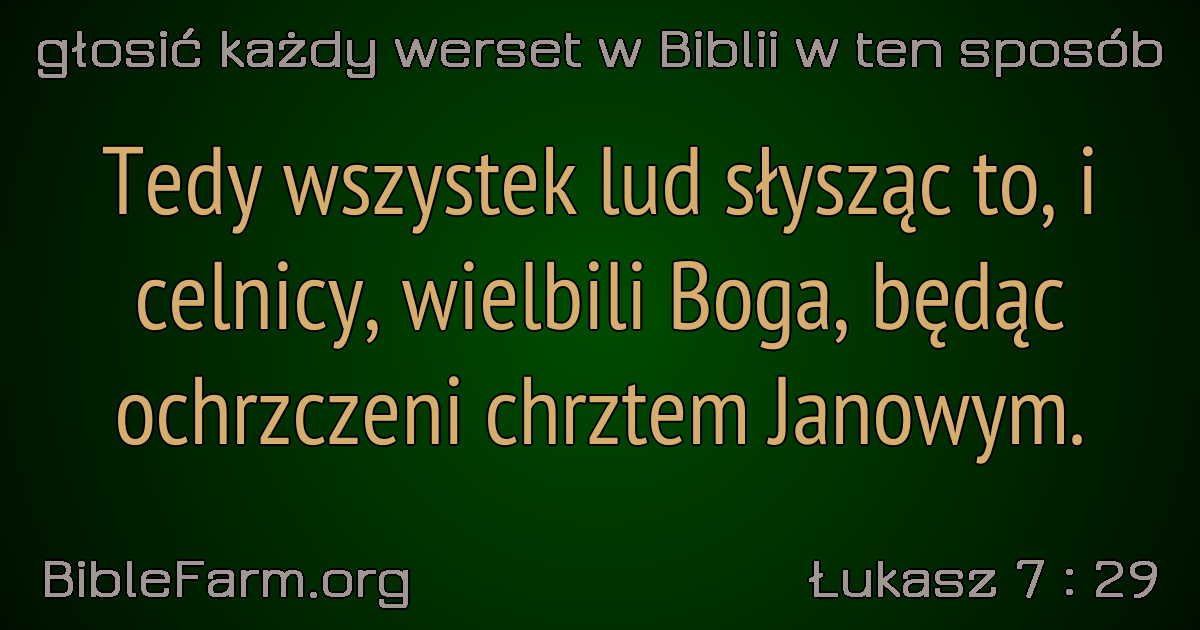 głosić każdy werset w Biblii w ten sposób
Tedy wszystek lud słysząc to, i
celnicy, wielbili Boga, będąc
ochrzczeni chrztem Janowym.
BibleFarm.org
Łukasz 7 : 29